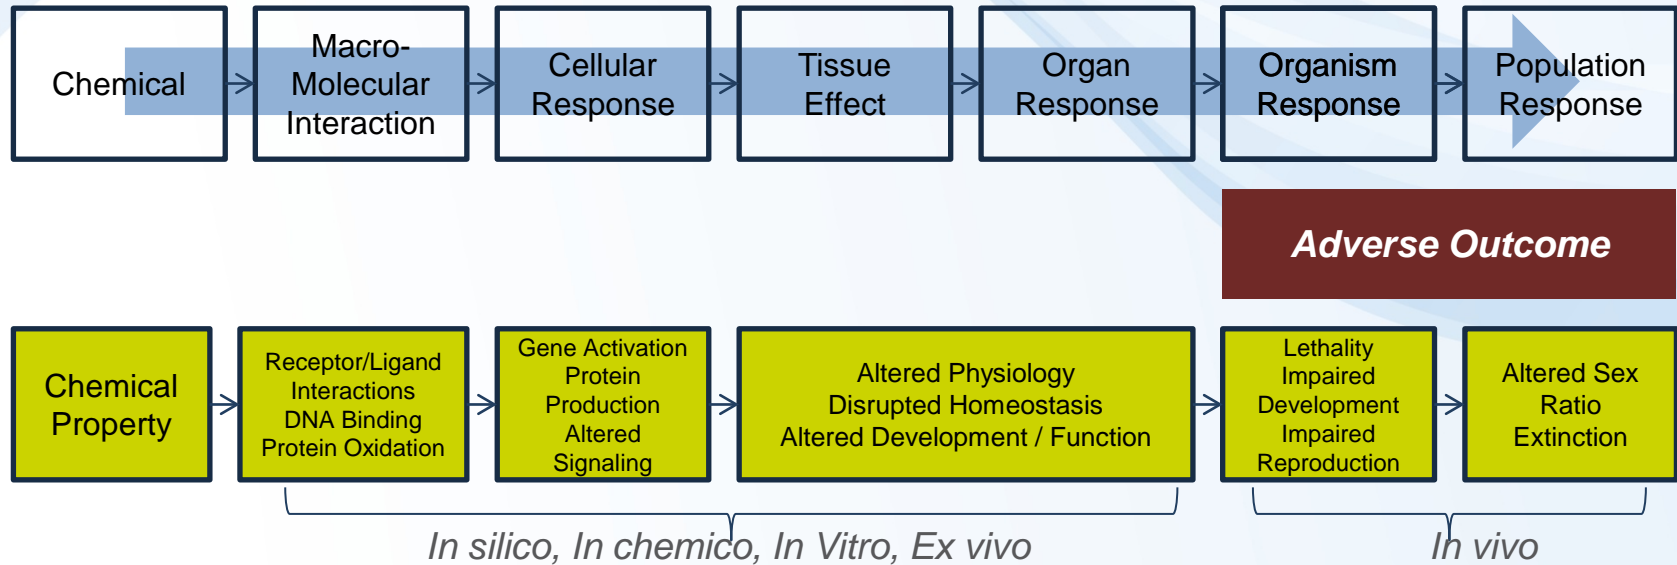 Chemical
Macro-
Molecular
Interaction
Cellular
Response
Tissue
Effect
Organ
Response
Organism
Response
Population
Response
Adverse Outcome
Chemical
Property
Receptor/Ligand
Interactions
DNA Binding
Protein Oxidation
Gene Activation
Protein
Production
Altered
Signaling
Altered Physiology
Disrupted Homeostasis
Altered Development / Function
Lethality
Impaired
Development
Impaired
Reproduction
Altered Sex
Ratio
Extinction
In silico, In chemico, In Vitro, Ex vivo
In vivo